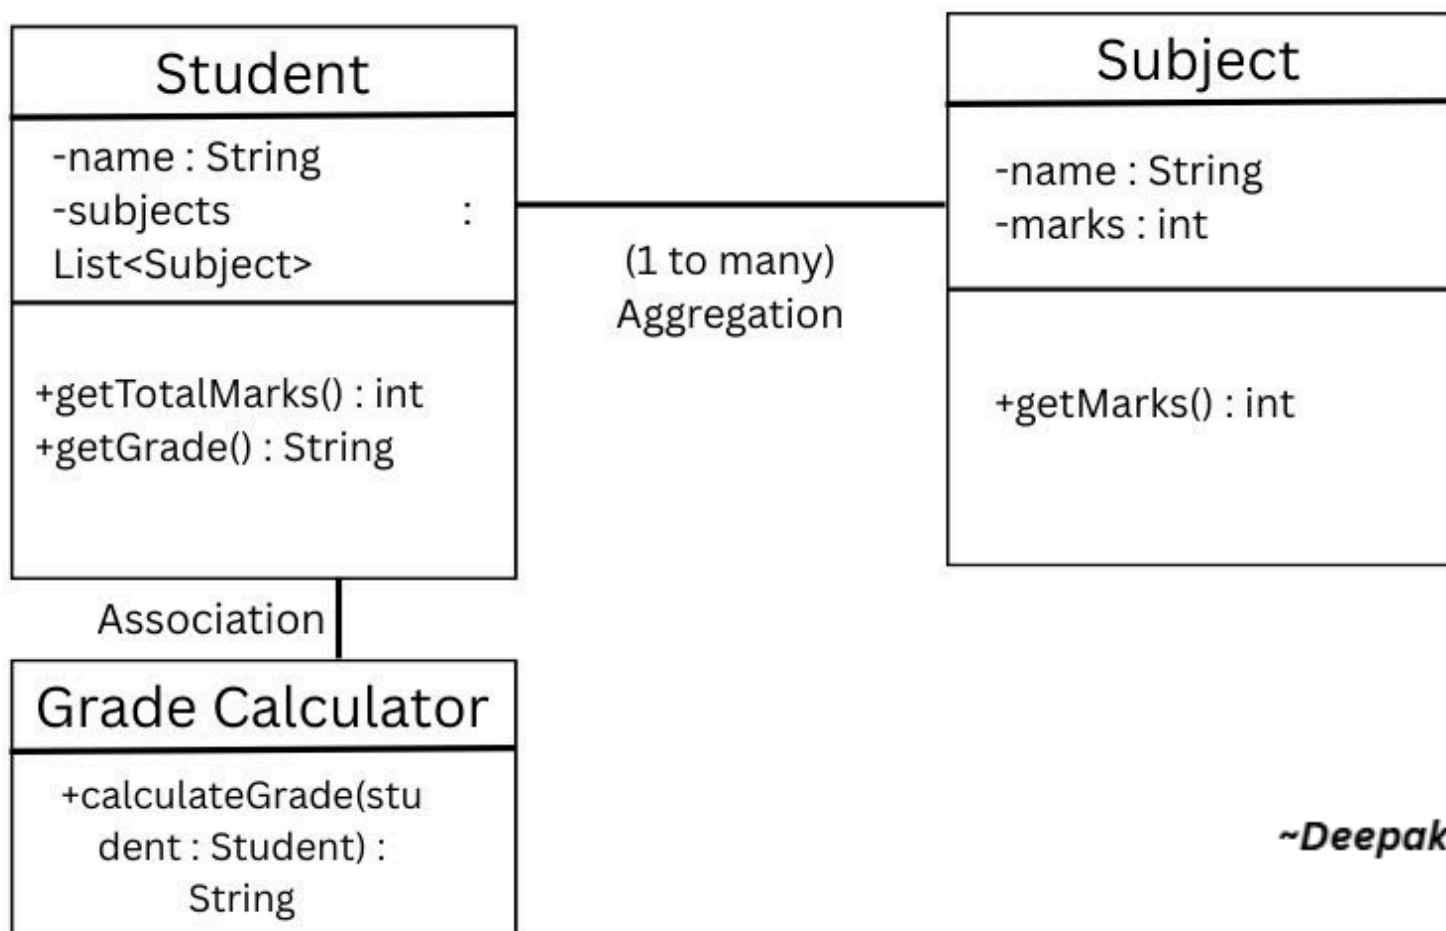 Student
-name : String
-subjects :
List<Subject>
+getTotalMarks() : int
+getGrade() : String
(1 to many)
Aggregation
Subject
-name : String
-marks : int
+getMarks() : int
Association
Grade Calculator
+calculateGrade(stu
dent : Student) :
String
~Deepak